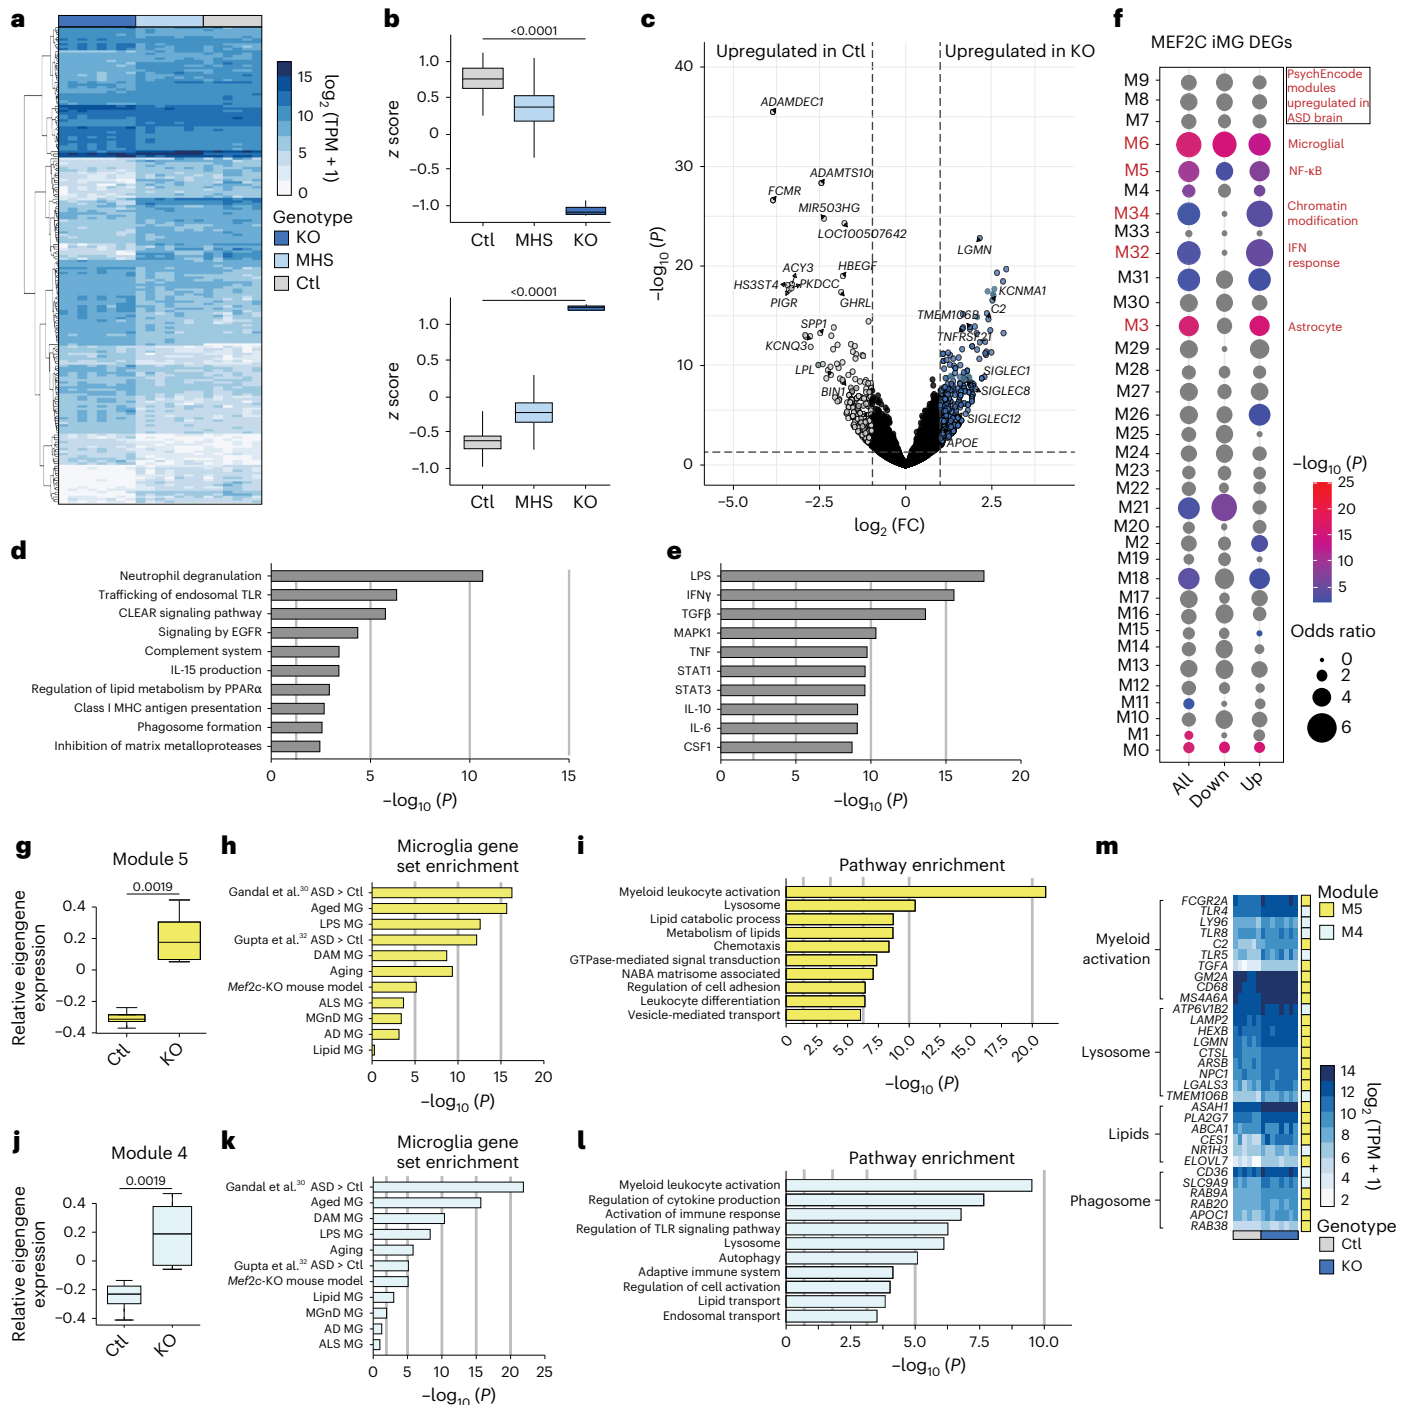 a
15
10
5
0
log2 (TPM + 1)
Genotype
KO
MHS
Ctl
b
<0.0001
1.0
0.5
0
−0.5
−1.0
z score
Ctl
MHS
KO
<0.0001
1.0
0.5
0
−0.5
−1.0
z score
Ctl
MHS
KO
c
Upregulated in Ctl
Upregulated in KO
40
30
20
10
0
−log10 (P)
ADAMDEC1
ADAMTS10
FCMR
MIR503HG
LOC100507642
LGMN
ACY3
HBEGF
HS3ST4
PKDCC
KCNMA1
PIGR
GHRL
C2
TMEM106B
SPP1
TNFRSF21
KCNQ3
LPL
SIGLEC1
BIN1
SIGLEC8
SIGLEC12
APOE
−5.0
−2.5
0
2.5
log2 (FC)
d
Neutrophil degranulation
Trafficking of endosomal TLR
CLEAR signaling pathway
Signaling by EGFR
Complement system
IL-15 production
Regulation of lipid metabolism by PPARα
Class I MHC antigen presentation
Phagosome formation
Inhibition of matrix metalloproteases
0
5
10
15
−log10 (P)
e
LPS
IFNγ
TGFβ
MAPK1
TNF
STAT1
STAT3
IL-10
IL-6
CSF1
0
5
10
15
20
−log10 (P)
f
MEF2C iMG DEGs
M9
M8
M7
M6
M5
M4
M34
M33
M32
M31
M30
M3
M29
M28
M27
M26
M25
M24
M23
M22
M21
M20
M2
M19
M18
M17
M16
M15
M14
M13
M12
M11
M10
M1
M0
All
Down
Up
PsychEncode
modules
upregulated in
ASD brain
Microglial
NF-κB
Chromatin
modification
IFN
response
Astrocyte
−log10 (P)
25
20
15
10
5
Odds ratio
0
2
4
6
g
Module 5
0.0019
0.4
0.2
0
−0.2
−0.4
Relative eigengene
expression
Ctl
KO
h
Microglia gene
set enrichment
Gandal et al.30 ASD > Ctl
Aged MG
LPS MG
Gupta et al.32 ASD > Ctl
DAM MG
Aging
Mef2c-KO mouse model
ALS MG
MGnD MG
AD MG
Lipid MG
0
5
10
15
20
−log10 (P)
i
Pathway enrichment
Myeloid leukocyte activation
Lysosome
Lipid catabolic process
Metabolism of lipids
Chemotaxis
GTPase-mediated signal transduction
NABA matrisome associated
Regulation of cell adhesion
Leukocyte differentiation
Vesicle-mediated transport
0
2.5
5.0
7.5
10.0
12.5
15.0
17.5
20.0
−log10 (P)
j
Module 4
0.0019
0.4
0.2
0
−0.2
−0.4
Relative eigengene
expression
Ctl
KO
k
Microglia gene
set enrichment
Gandal et al.30 ASD > Ctl
Aged MG
DAM MG
LPS MG
Aging
Gupta et al.32 ASD > Ctl
Mef2c-KO mouse model
Lipid MG
MGnD MG
AD MG
ALS MG
0
5
10
15
20
25
−log10 (P)
l
Pathway enrichment
Myeloid leukocyte activation
Regulation of cytokine production
Activation of immune response
Regulation of TLR signaling pathway
Lysosome
Autophagy
Adaptive immune system
Regulation of cell activation
Lipid transport
Endosomal transport
0
2.5
5.0
7.5
10.0
−log10 (P)
m
Myeloid
activation
Lysosome
Lipids
Phagosome
FCGR2A
TLR4
LY96
TLR8
C2
TLR5
TGFA
GM2A
CD68
MS4A6A
ATP6V1B2
LAMP2
HEXB
LGMN
CTSL
ARSB
NPC1
LGALS3
TMEM106B
ASAH1
PLA2G7
ABCA1
CES1
NR1H3
ELOVL7
CD36
SLC9A9
RAB9A
RAB20
APOC1
RAB38
Module
M5
M4
14
12
10
8
6
4
2
log2 (TPM + 1)
Genotype
Ctl
KO